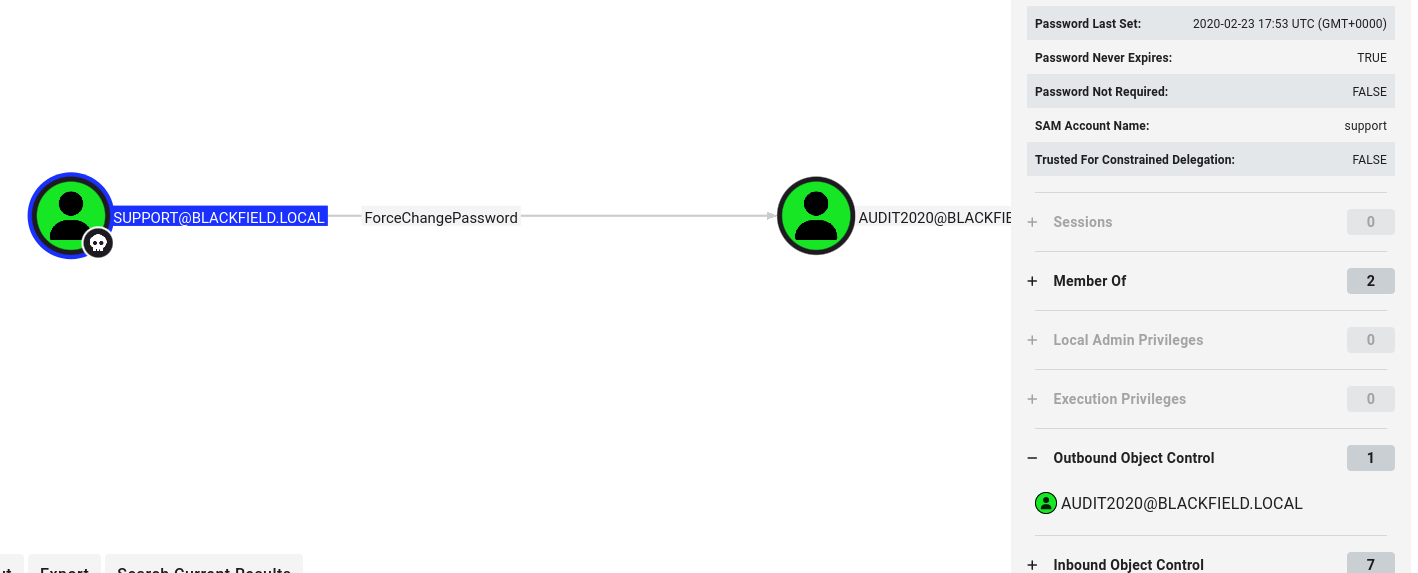 SUPPORT@BLACKFIELD.LOCAL
ForceChangePassword
AUDIT2020@BLACKFIE
Export
Search Current Results
Password Last Set: 2020-02-23 17:53 UTC (GMT+0000)
Password Never Expires: TRUE
Password Not Required: FALSE
SAM Account Name: support
Trusted For Constrained Delegation: FALSE
+ Sessions 0
+ Member Of 2
+ Local Admin Privileges 0
+ Execution Privileges 0
− Outbound Object Control 1
AUDIT2020@BLACKFIELD.LOCAL
+ Inbound Object Control 7